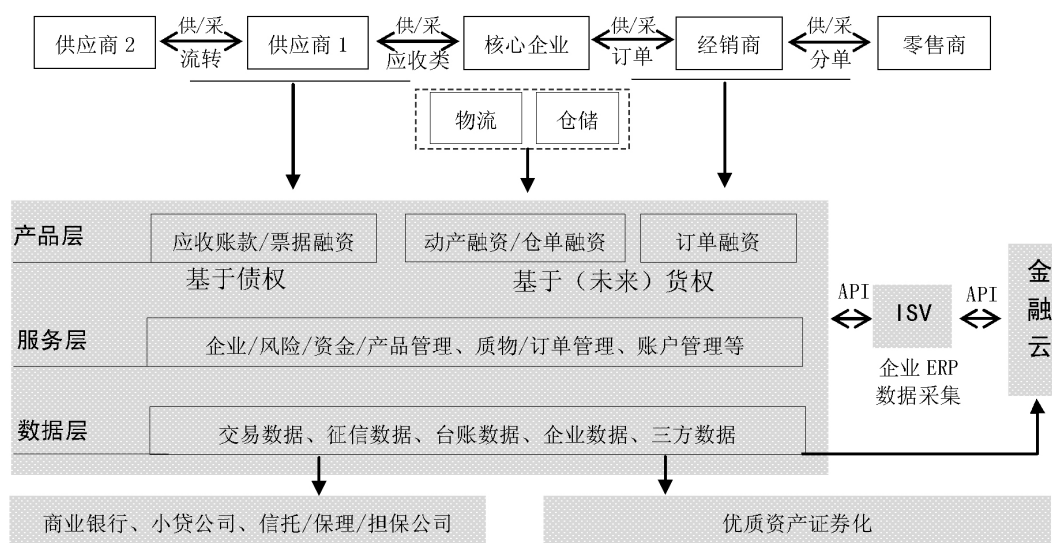 供应商 2
供/采
流转
供应商 1
供/采
应收类
核心企业
供/采
订单
经销商
供/采
分单
零售商
物流
仓储
产品层
应收账款/票据融资
动产融资/仓单融资
订单融资
基于债权
基于（未来）货权
服务层
企业/风险/资金/产品管理、质物/订单管理、账户管理等
数据层
交易数据、征信数据、台账数据、企业数据、三方数据
API
ISV
API
企业 ERP
数据采集
金融云
商业银行、小贷公司、信托/保理/担保公司
优质资产证券化